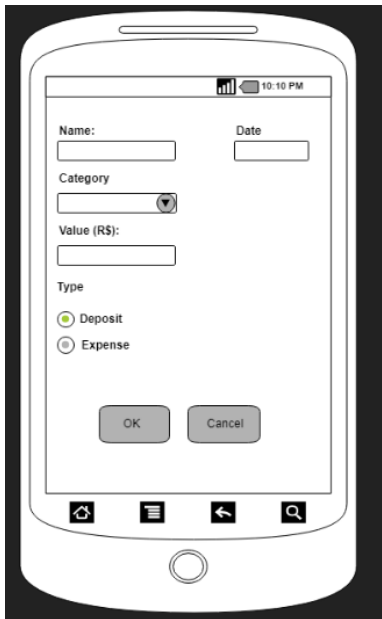 10:10 PM
Name: Date
Category
Value (R$):
Type
Deposit
Expense
OK Cancel